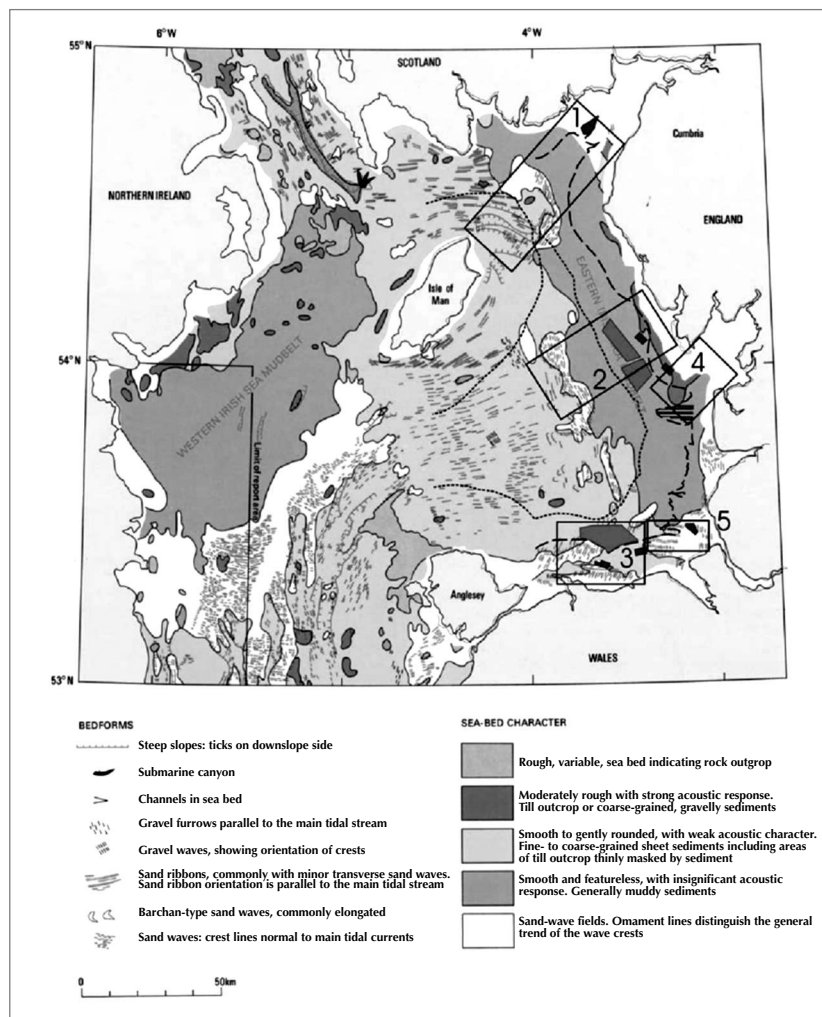 6°W
4°W
55°N
SCOTLAND
1
Cumbria
NORTHERN IRELAND
ENGLAND
Isle of
Man
EASTERN I
54°N
2
4
WESTERN IRISH SEA MUDBELT
Limit of report area
5
3
Anglesey
WALES
53°N
BEDFORMS
Steep slopes: ticks on downslope side
Submarine canyon
Channels in sea bed
Gravel furrows parallel to the main tidal stream
Gravel waves, showing orientation of crests
Sand ribbons, commonly with minor transverse sand waves.
Sand ribbon orientation is parallel to the main tidal stream
Barchan-type sand waves, commonly elongated
Sand waves: crest lines normal to main tidal currents
0 50km
SEA-BED CHARACTER
Rough, variable, sea bed indicating rock outgrop
Moderately rough with strong acoustic response.
Till outcrop or coarse-grained, gravelly sediments
Smooth to gently rounded, with weak acoustic character.
Fine- to coarse-grained sheet sediments including areas
of till outcrop thinly masked by sediment
Smooth and featureless, with insignificant acoustic
response. Generally muddy sediments
Sand-wave fields. Omament lines distinguish the general
trend of the wave crests